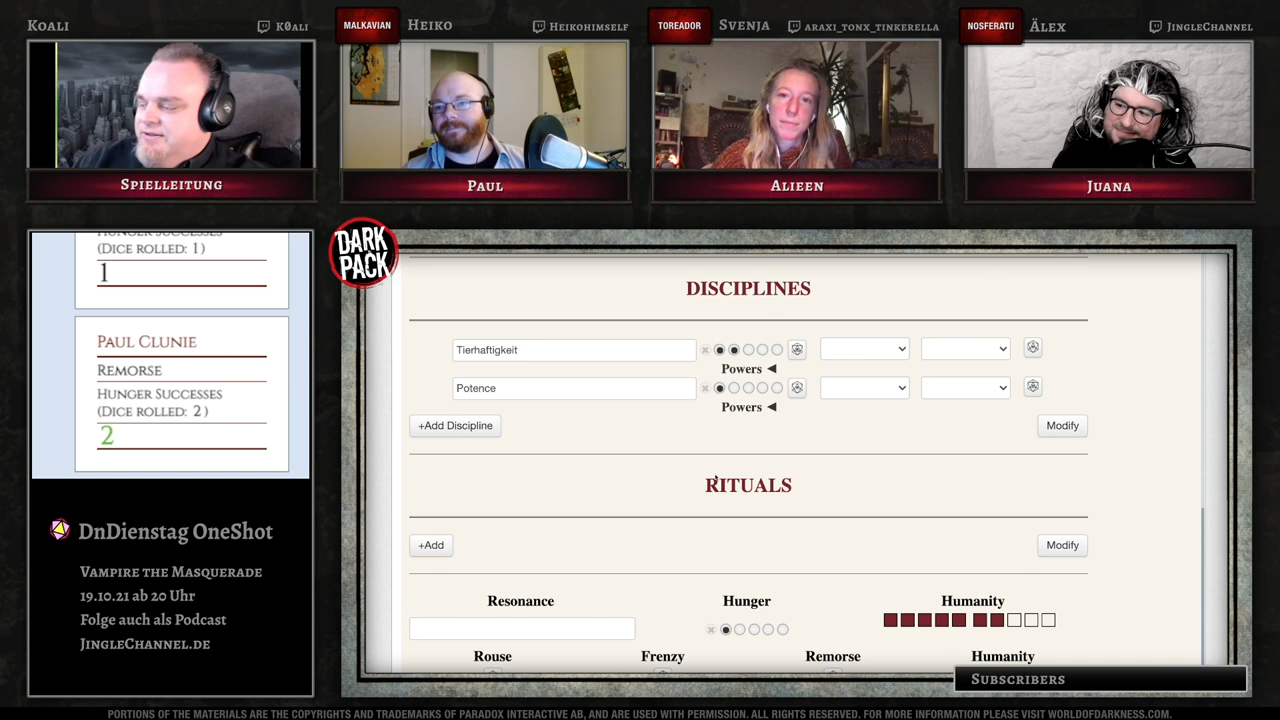 Koali
K0ali
MALKAVIAN
Heiko
Heikohimself
TOREADOR
Svenja
araxi_tonx_tinkerella
NOSFERATU
Älex
JingleChannel
Spielleitung
Paul
Alieen
Juana
Hunger Successes
(Dice rolled: 1)
1
Paul Clunie
Remorse
Hunger Successes
(Dice rolled: 2)
2
DARK
PACK
DISCIPLINES
Tierhaftigkeit
Powers ◀
Potence
Powers ◀
+Add Discipline
Modify
RITUALS
+Add
Modify
Resonance
Hunger
Humanity
Rouse
Frenzy
Remorse
Humanity
Subscribers
DnDienstag OneShot
Vampire the Masquerade
19.10.21 ab 20 Uhr
Folge auch als Podcast
JingleChannel.de
PORTIONS OF THE MATERIALS ARE THE COPYRIGHTS AND TRADEMARKS OF PARADOX INTERACTIVE AB, AND ARE USED WITH PERMISSION. ALL RIGHTS RESERVED. FOR MORE INFORMATION PLEASE VISIT WORLDOFDARKNESS.COM.